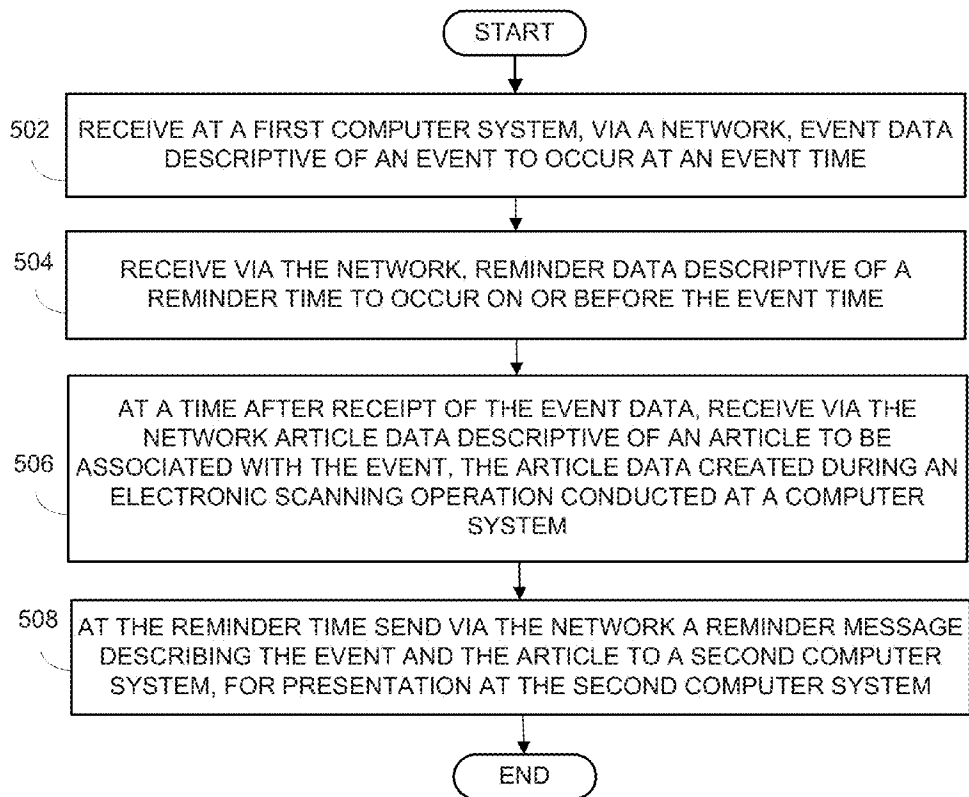 START
502
RECEIVE AT A FIRST COMPUTER SYSTEM, VIA A NETWORK, EVENT DATA
DESCRIPTIVE OF AN EVENT TO OCCUR AT AN EVENT TIME
504
RECEIVE VIA THE NETWORK, REMINDER DATA DESCRIPTIVE OF A
REMINDER TIME TO OCCUR ON OR BEFORE THE EVENT TIME
506
AT A TIME AFTER RECEIPT OF THE EVENT DATA, RECEIVE VIA THE
NETWORK ARTICLE DATA DESCRIPTIVE OF AN ARTICLE TO BE
ASSOCIATED WITH THE EVENT, THE ARTICLE DATA CREATED DURING AN
ELECTRONIC SCANNING OPERATION CONDUCTED AT A COMPUTER
SYSTEM
508
AT THE REMINDER TIME SEND VIA THE NETWORK A REMINDER MESSAGE
DESCRIBING THE EVENT AND THE ARTICLE TO A SECOND COMPUTER
SYSTEM, FOR PRESENTATION AT THE SECOND COMPUTER SYSTEM
END